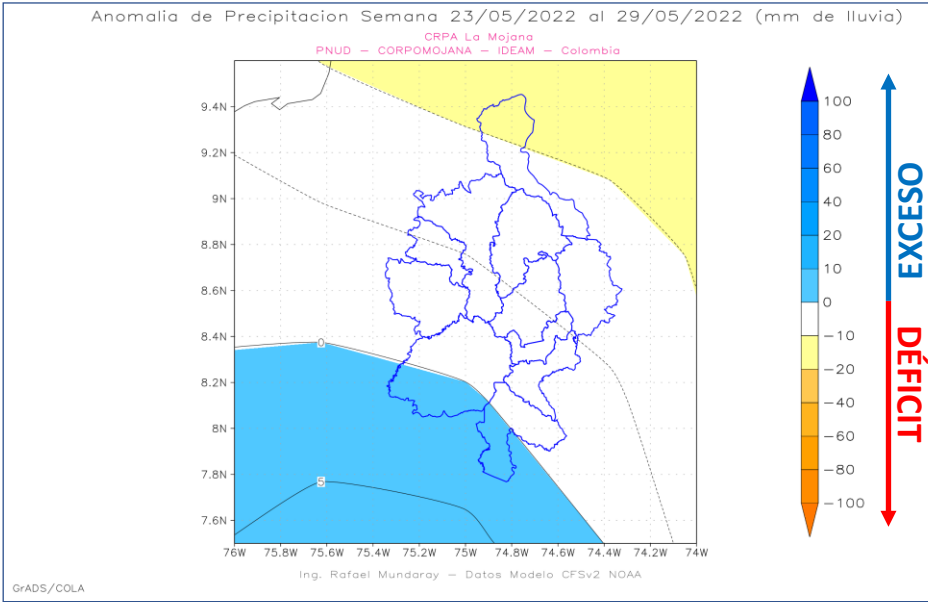 Anomalia de Precipitacion Semana 23/05/2022 al 29/05/2022 (mm de lluvia)
CRPA La Mojana
PNUD – CORPOMOJANA – IDEAM – Colombia
9.4N
9.2N
9N
8.8N
8.6N
8.4N
8.2N
8N
7.8N
7.6N
0
5
76W 75.8W 75.6W 75.4W 75.2W 75W 74.8W 74.6W 74.4W 74.2W 74W
100
80
60
40
20
10
0
−10
−20
−40
−60
−80
−100
EXCESO
DÉFICIT
Ing. Rafael Mundaray – Datos Modelo CFSv2 NOAA
GrADS/COLA